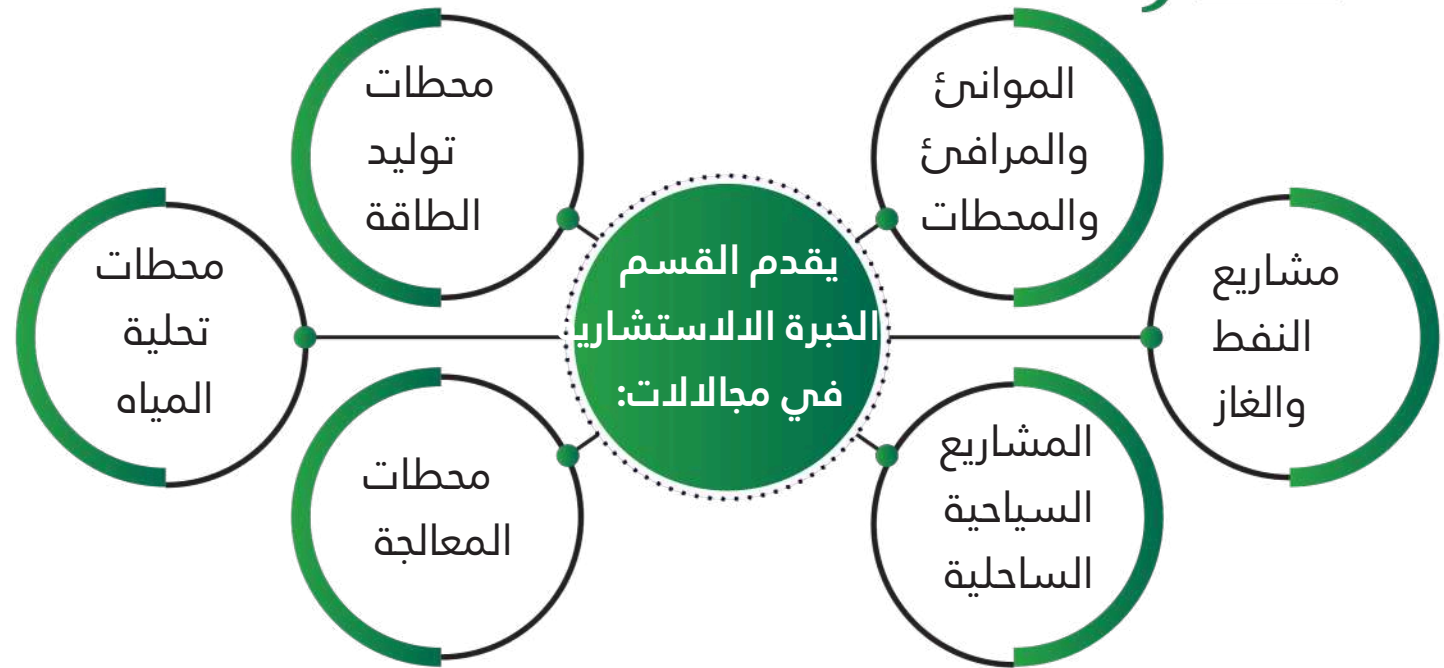 يقدم القسم
الخبرة الالاستشاري
في مجالالات:
الموانئ
والمرافئ
والمحطات
مشاريع
النفط
والغاز
المشاريع
السياحية
الساحلية
محطات
توليد
الطاقة
محطات
تحلية
المياه
محطات
المعالجة